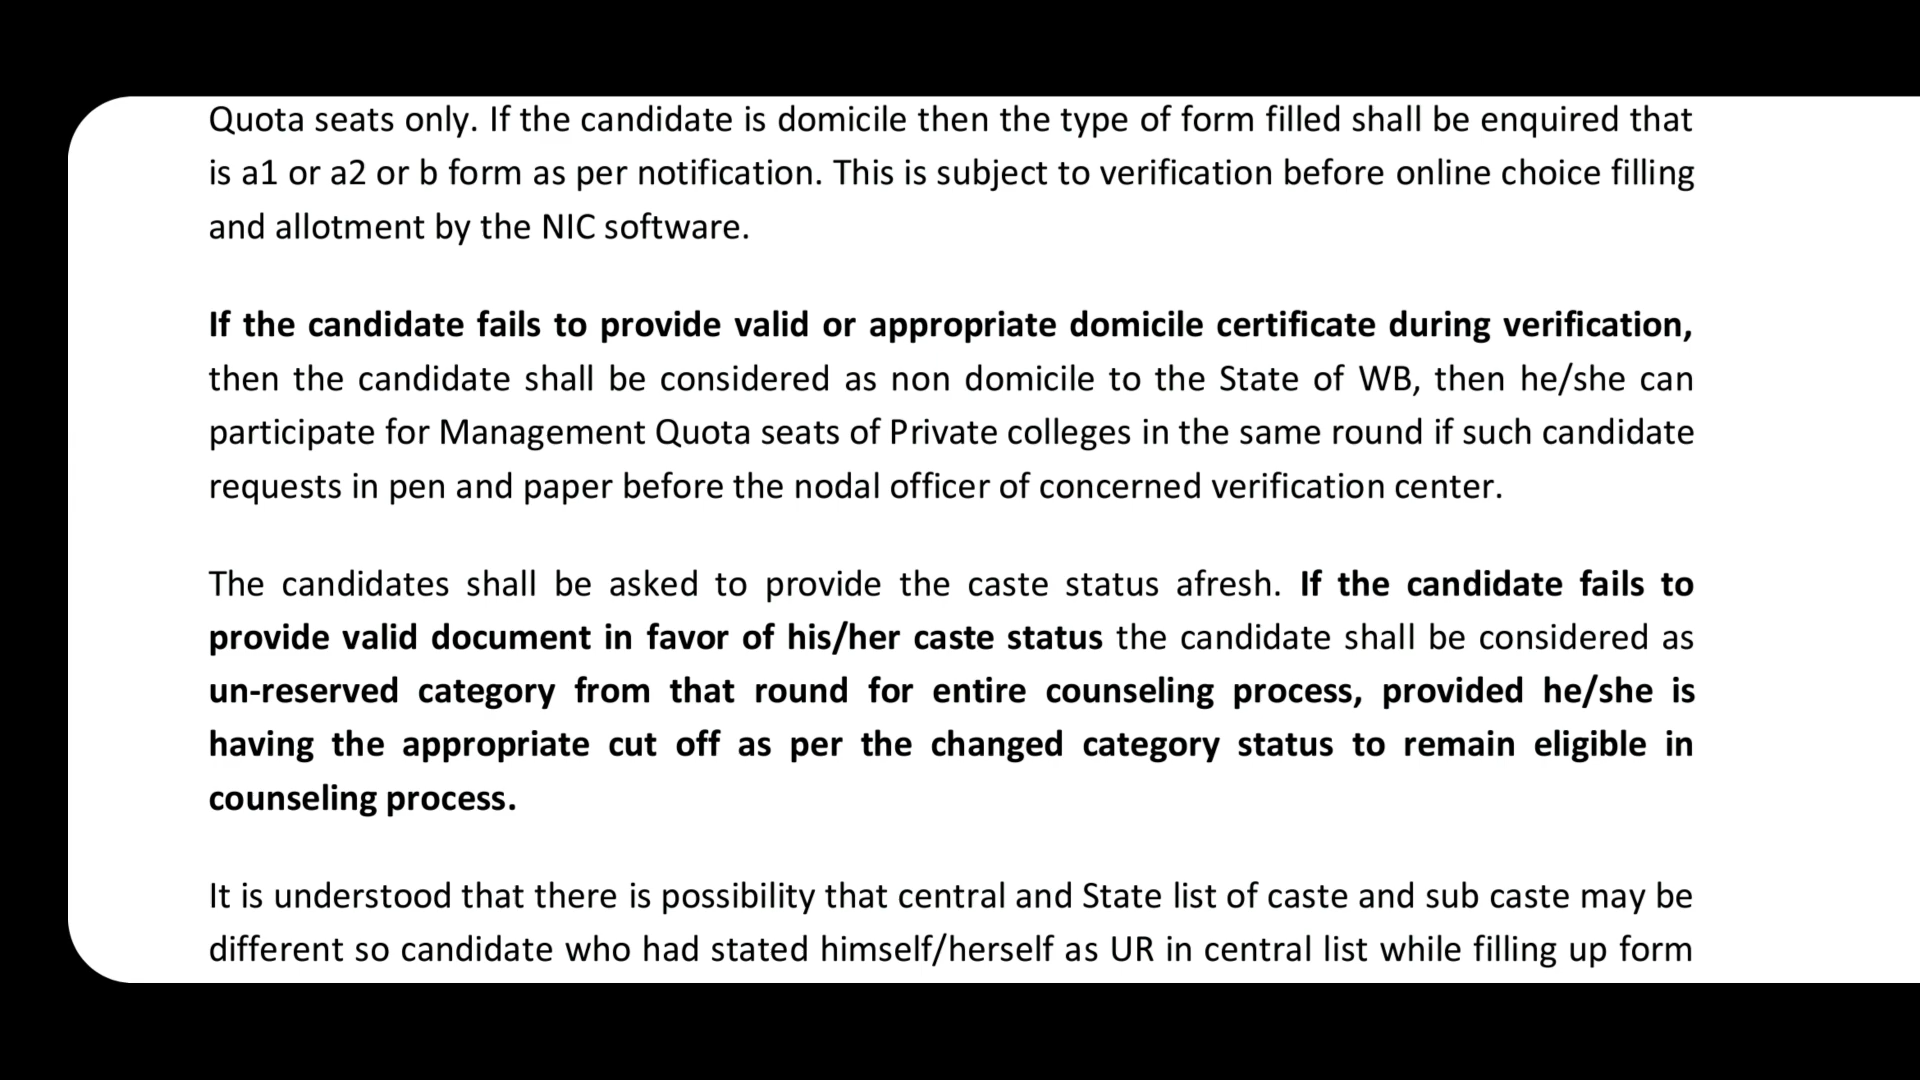 Quota seats only. If the candidate is domicile then the type of form filled shall be enquired that
is a1 or a2 or b form as per notification. This is subject to verification before online choice filling
and allotment by the NIC software.
If the candidate fails to provide valid or appropriate domicile certificate during verification,
then the candidate shall be considered as non domicile to the State of WB, then he/she can
participate for Management Quota seats of Private colleges in the same round if such candidate
requests in pen and paper before the nodal officer of concerned verification center.
The candidates shall be asked to provide the caste status afresh. If the candidate fails to
provide valid document in favor of his/her caste status the candidate shall be considered as
un-reserved category from that round for entire counseling process, provided he/she is
having the appropriate cut off as per the changed category status to remain eligible in
counseling process.
It is understood that there is possibility that central and State list of caste and sub caste may be
different so candidate who had stated himself/herself as UR in central list while filling up form